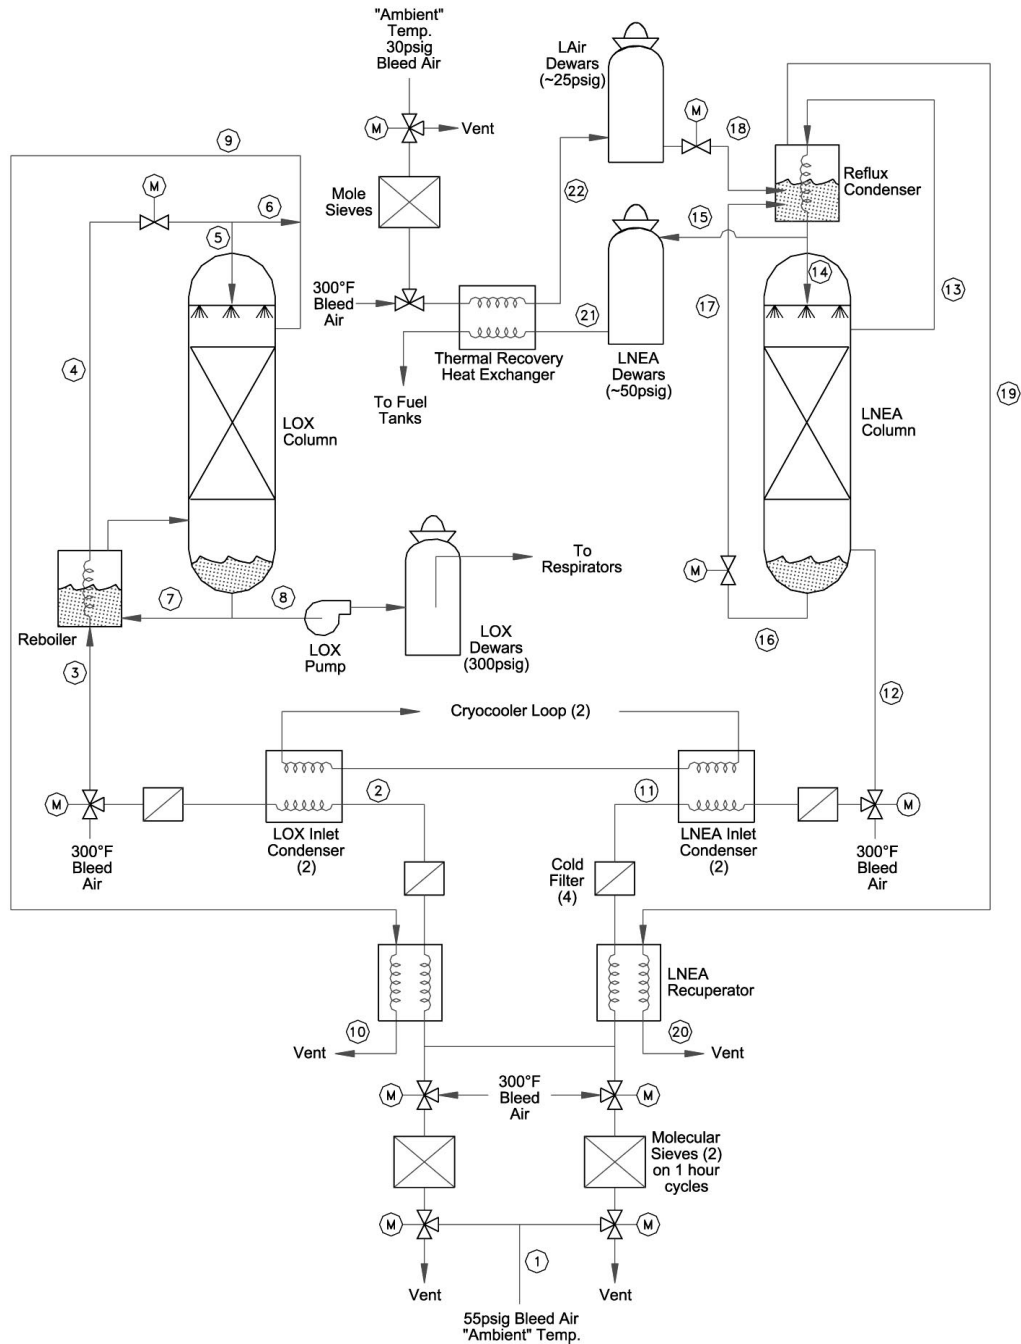 "Ambient"
Temp.
30psig
Bleed Air
LAir
Dewars
(~25psig)
M
Vent
M
18
9
Reflux
Condenser
Mole
Sieves
22
M
6
15
5
14
300°F
Bleed
Air
17
13
21
4
Thermal Recovery
Heat Exchanger
LNEA
Dewars
(~50psig)
19
To Fuel
Tanks
LOX
Column
LNEA
Column
To
Respirators
M
7
8
Reboiler
LOX
Pump
LOX
Dewars
(300psig)
16
3
12
Cryocooler Loop (2)
2
11
M
M
LOX Inlet
Condenser
(2)
LNEA Inlet
Condenser
(2)
300°F
Bleed
Air
300°F
Bleed
Air
Cold
Filter
(4)
LNEA
Recuperator
10
20
Vent
Vent
M
300°F
Bleed
Air
M
Molecular
Sieves (2)
on 1 hour
cycles
M
M
1
Vent
Vent
55psig Bleed Air
"Ambient" Temp.